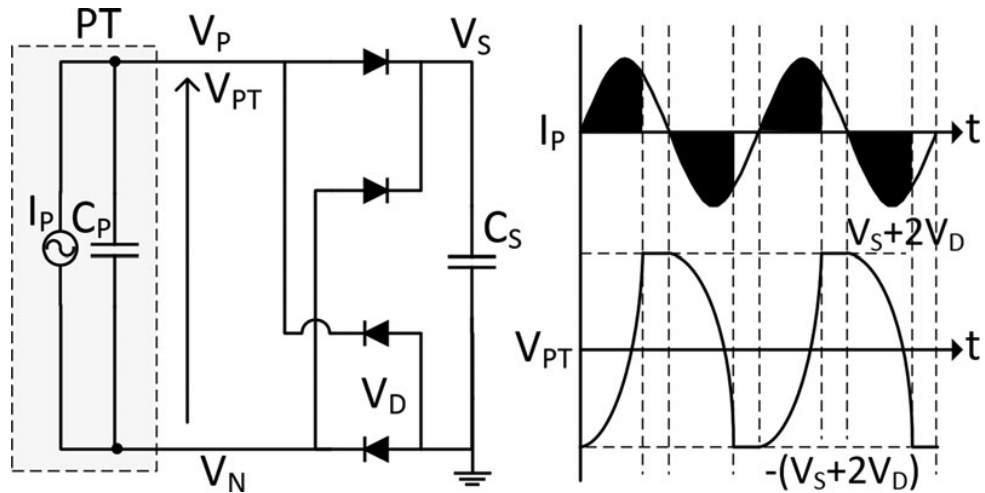 PT
V_P
V_S
V_PT
I_P
C_P
C_S
V_D
V_N
I_P
t
V_S+2V_D
V_PT
t
-(V_S+2V_D)